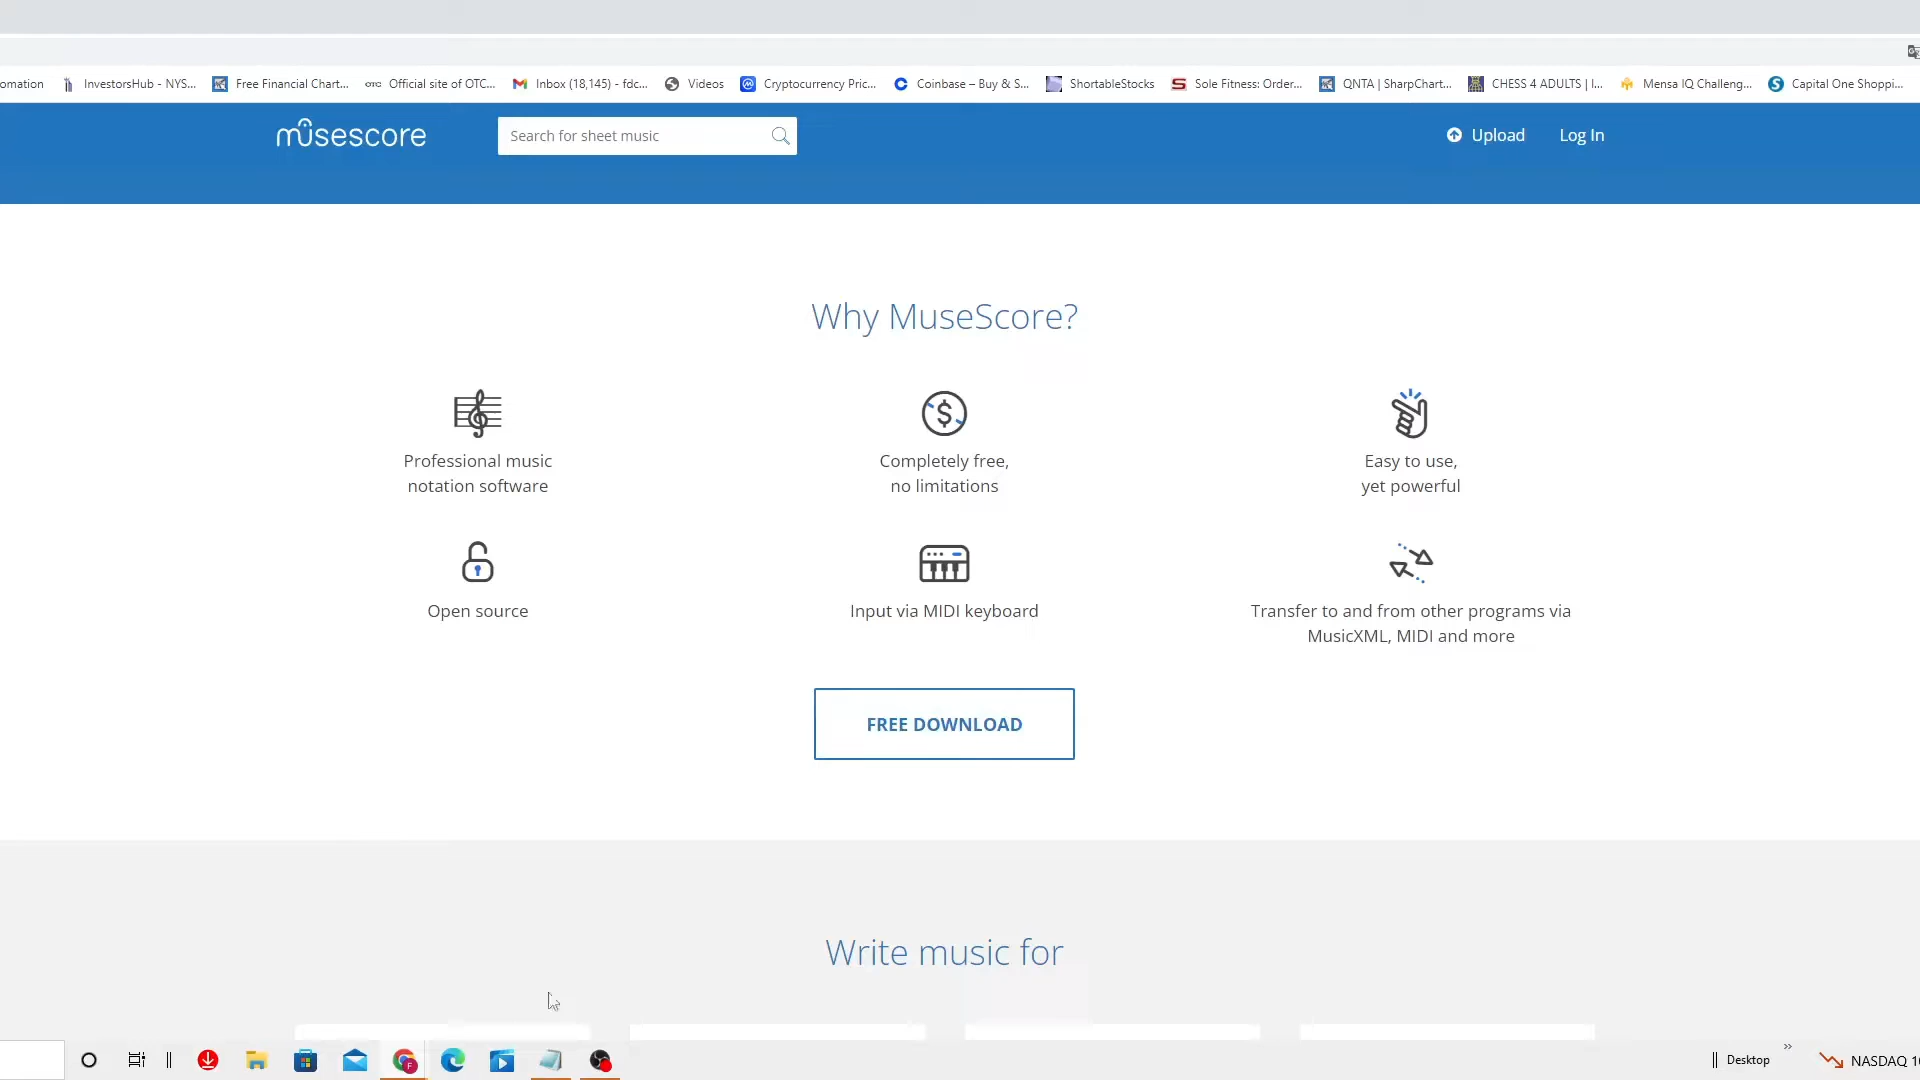 omation InvestorsHub - NYS... Free Financial Chart... OTC Official site of OTC... Inbox (18,145) - fdc... Videos Cryptocurrency Pric... Coinbase – Buy & S... ShortableStocks Sole Fitness: Order... QNTA | SharpChart... CHESS 4 ADULTS | I... Mensa IQ Challeng... Capital One Shoppi...
musescore Search for sheet music Upload Log In
Why MuseScore?
Professional music
notation software
Completely free,
no limitations
Easy to use,
yet powerful
Open source
Input via MIDI keyboard
Transfer to and from other programs via
MusicXML, MIDI and more
FREE DOWNLOAD
Write music for
Desktop » NASDAQ